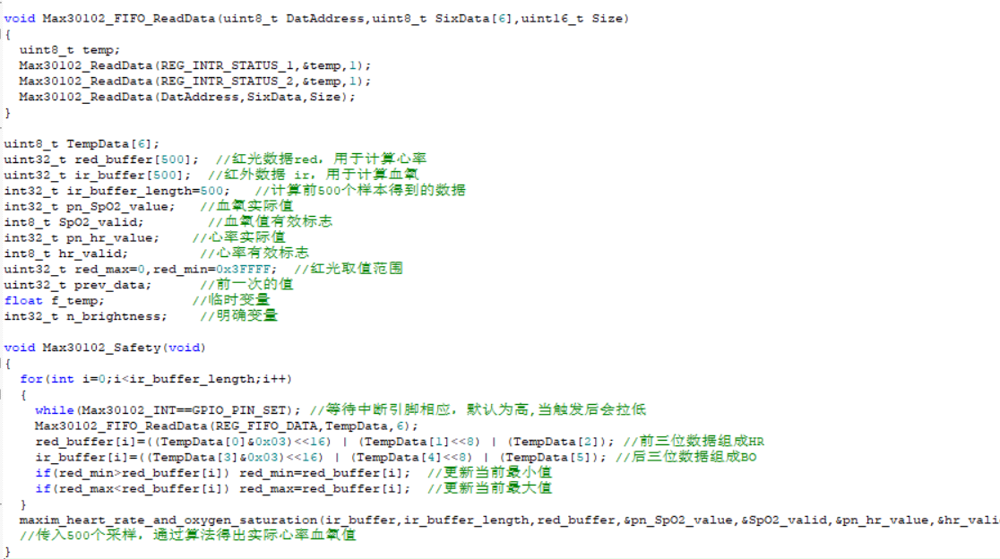 void Max30102_FIFO_ReadData(uint8_t DatAddress,uint8_t SixData[6],uint16_t Size)
{
  uint8_t temp;
  Max30102_ReadData(REG_INTR_STATUS_1,&temp,1);
  Max30102_ReadData(REG_INTR_STATUS_2,&temp,1);
  Max30102_ReadData(DatAddress,SixData,Size);
}
uint8_t TempData[6];
uint32_t red_buffer[500];  //红光数据red，用于计算心率
uint32_t ir_buffer[500];  //红外数据 ir，用于计算血氧
int32_t ir_buffer_length=500;   //计算前500个样本得到的数据
int32_t pn_SpO2_value;   //血氧实际值
int8_t SpO2_valid;        //血氧值有效标志
int32_t pn_hr_value;    //心率实际值
int8_t hr_valid;         //心率有效标志
uint32_t red_max=0,red_min=0x3FFFF;  //红光取值范围
uint32_t prev_data;      //前一次的值
float f_temp;           //临时变量
int32_t n_brightness;    //明确变量
void Max30102_Safety(void)
{
  for(int i=0;i<ir_buffer_length;i++)
  {
    while(Max30102_INT==GPIO_PIN_SET); //等待中断引脚相应，默认为高,当触发后会拉低
    Max30102_FIFO_ReadData(REG_FIFO_DATA,TempData,6);
    red_buffer[i]=((TempData[0]&0x03)<<16) | (TempData[1]<<8) | (TempData[2]); //前三位数据组成HR
    ir_buffer[i]=((TempData[3]&0x03)<<16) | (TempData[4]<<8) | (TempData[5]); //后三位数据组成BO
    if(red_min>red_buffer[i]) red_min=red_buffer[i];  //更新当前最小值
    if(red_max<red_buffer[i]) red_max=red_buffer[i];  //更新当前最大值
  }
  maxim_heart_rate_and_oxygen_saturation(ir_buffer,ir_buffer_length,red_buffer,&pn_SpO2_value,&SpO2_valid,&pn_hr_value,&hr_vali
  //传入500个采样，通过算法得出实际心率血氧值
}